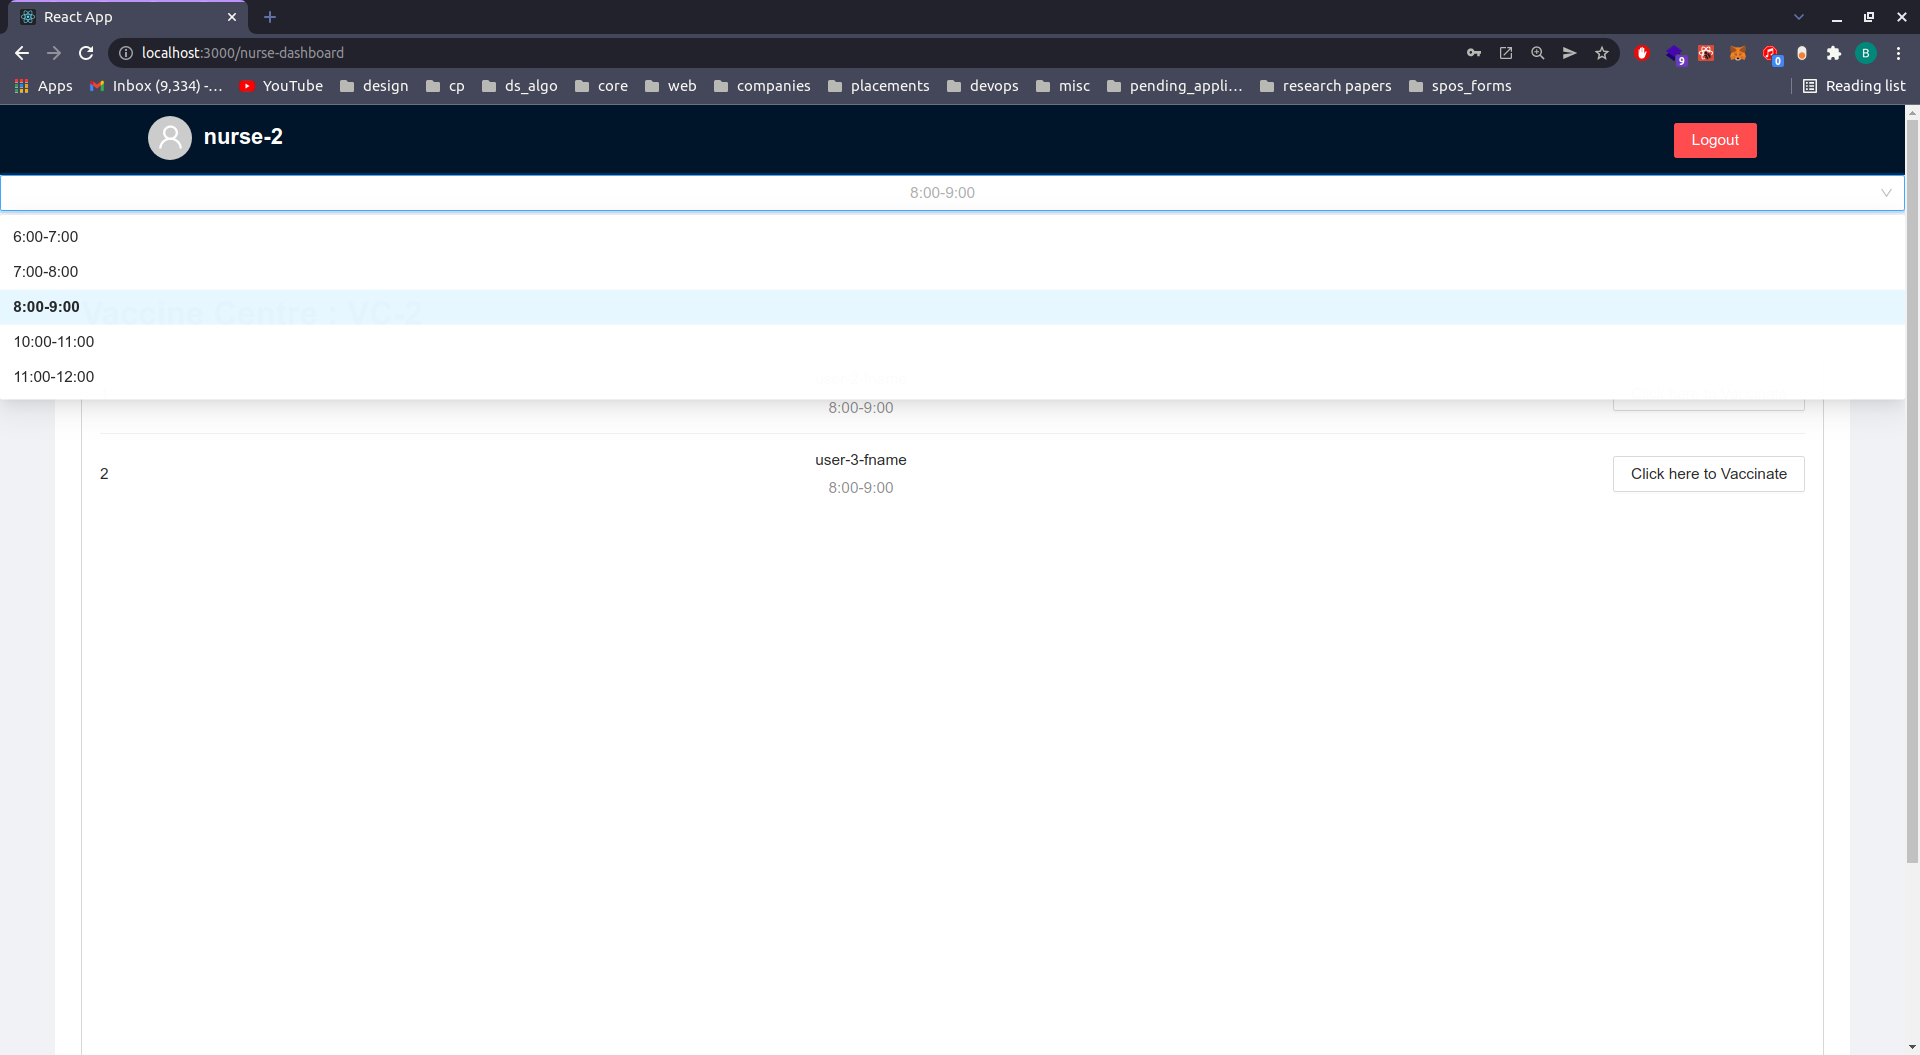 React App
localhost:3000/nurse-dashboard
9
0
B
Apps
Inbox (9,334) -...
YouTube
design
cp
ds_algo
core
web
companies
placements
devops
misc
pending_appli...
research papers
spos_forms
Reading list
nurse-2
Logout
8:00-9:00
6:00-7:00
7:00-8:00
8:00-9:00
Vaccine Centre : VC-2
10:00-11:00
11:00-12:00
8:00-9:00
2
user-3-fname
8:00-9:00
Click here to Vaccinate